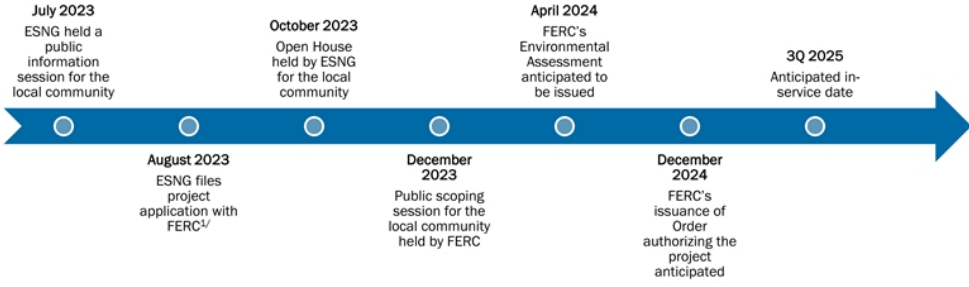 July 2023
ESNG held a
public
information
session for the
local community
August 2023
ESNG files
project
application with
FERC1/
October 2023
Open House
held by ESNG
for the local
community
December
2023
Public scoping
session for the
local community
held by FERC
April 2024
FERC's
Environmental
Assessment
anticipated to
be issued
December
2024
FERC's
issuance of
Order
authorizing the
project
anticipated
3Q 2025
Anticipated in-
service date